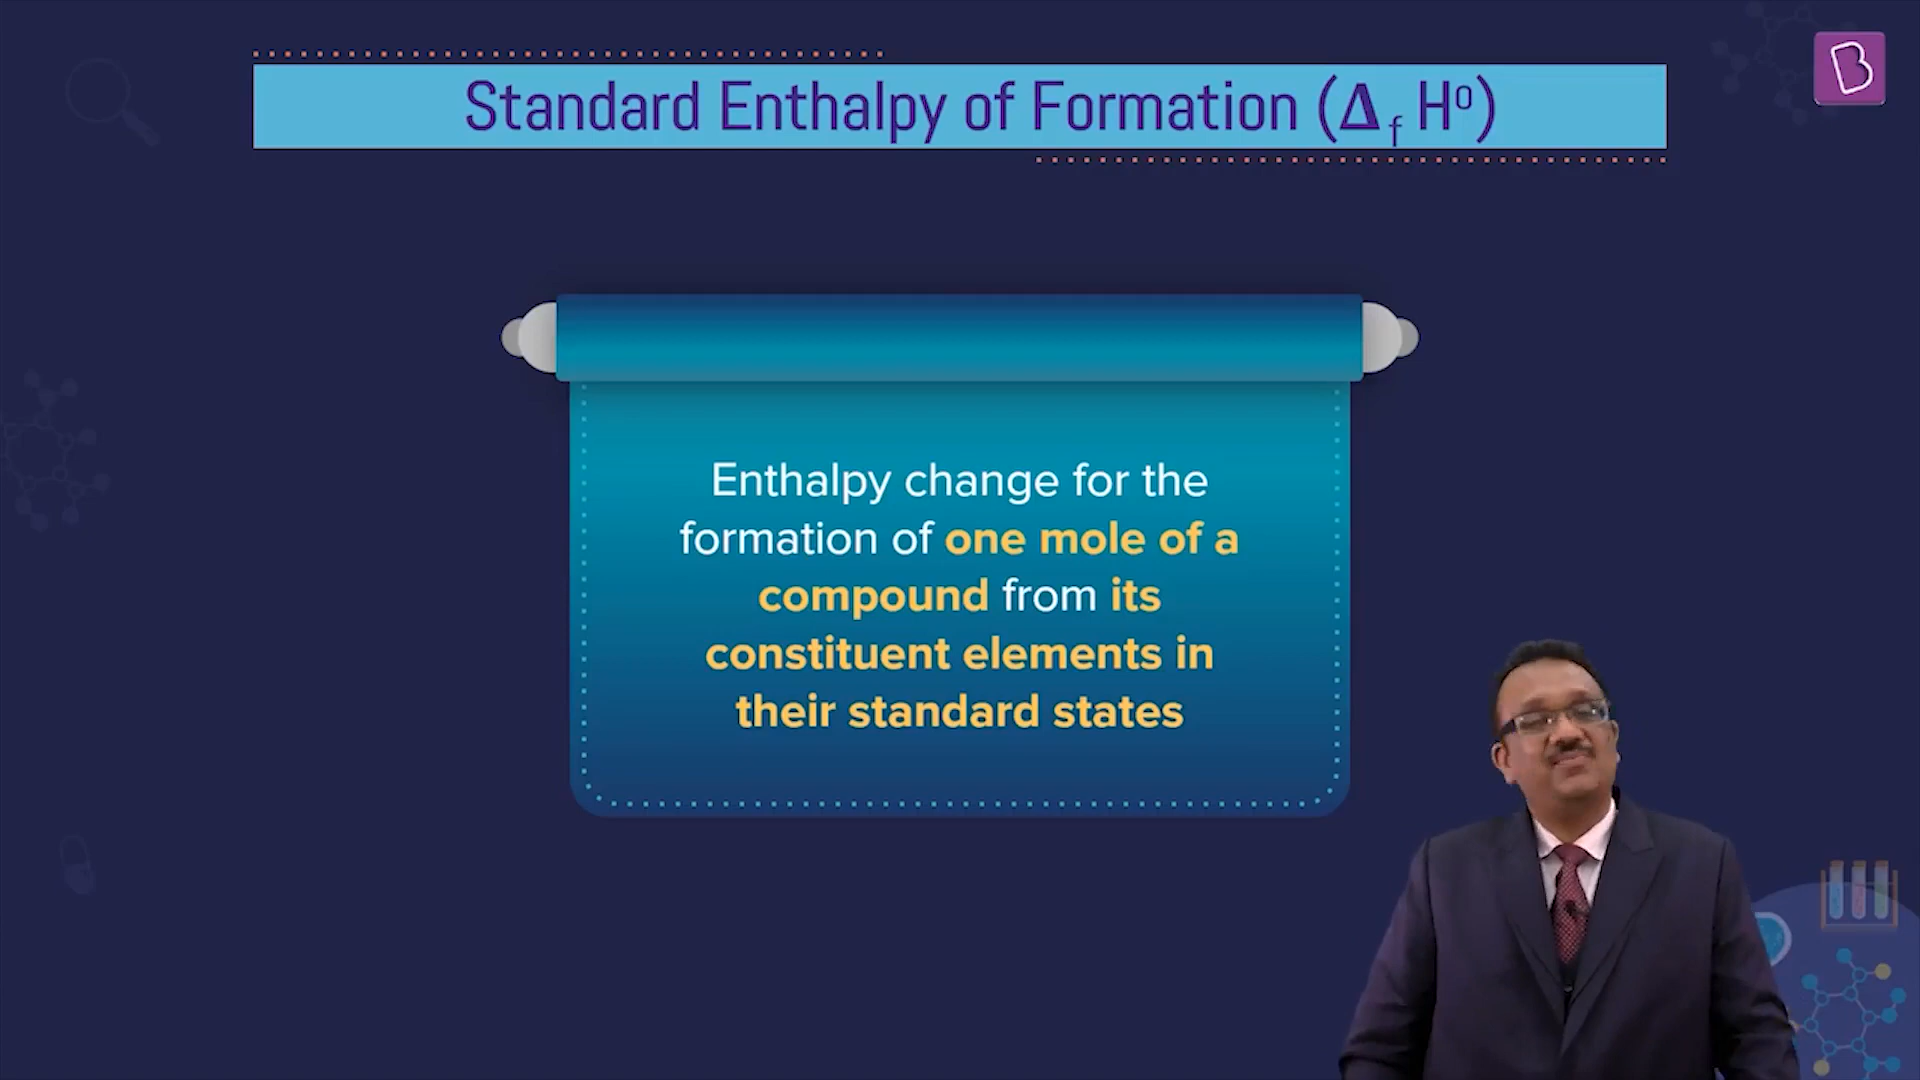 Standard Enthalpy of Formation (Δ f Hº)
Enthalpy change for the
formation of one mole of a
compound from its
constituent elements in
their standard states